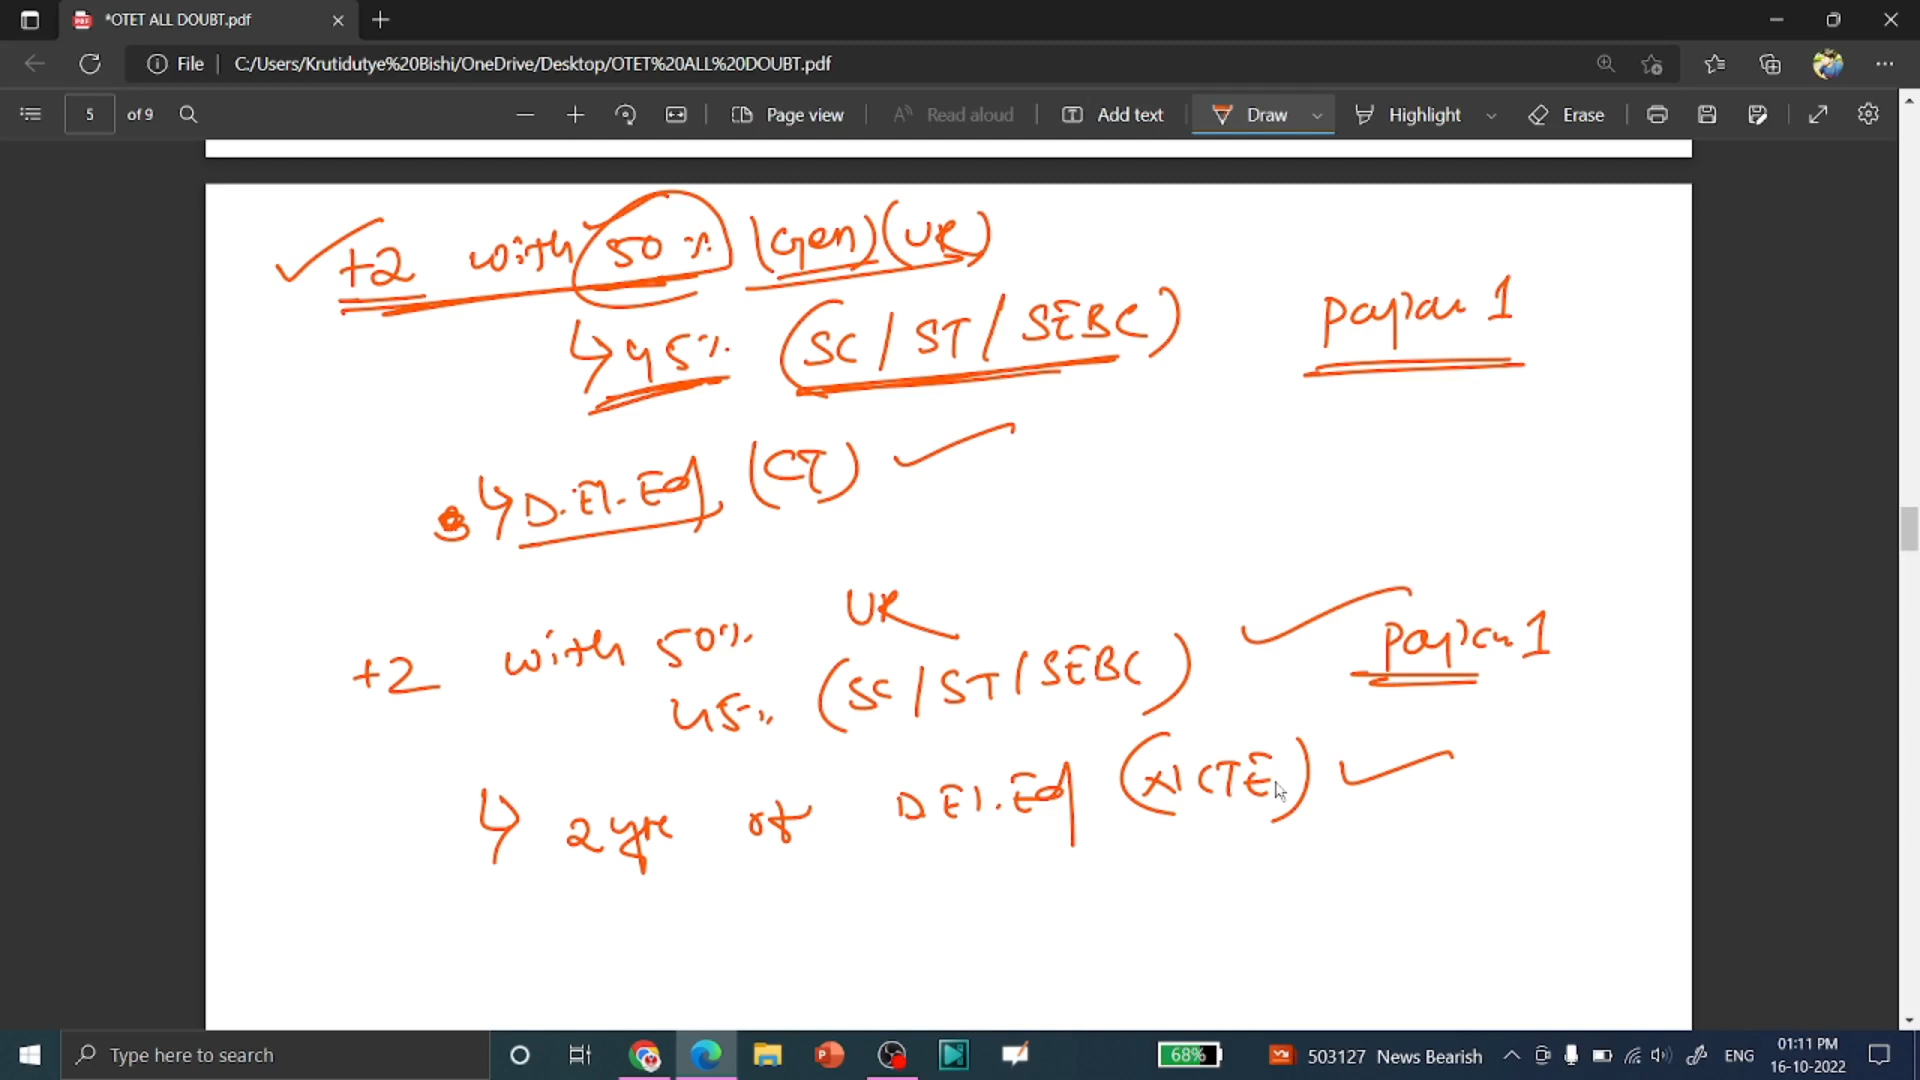 *OTET ALL DOUBT.pdf
File C:/Users/Krutidutye%20Bishi/OneDrive/Desktop/OTET%20ALL%20DOUBT.pdf
5 of 9 Page view Read aloud Add text Draw Highlight Erase
+2 with 50% (Gen)(UR)
45% (SC/ST/SEBC) paper 1
D.El.Ed (CT)
UR
+2 with 50% paper 1
45% (SC/ST/SEBC)
2 yre of D El.Ed (NCTE)
Type here to search 68% 503127 News Bearish ENG 01:11 PM
16-10-2022